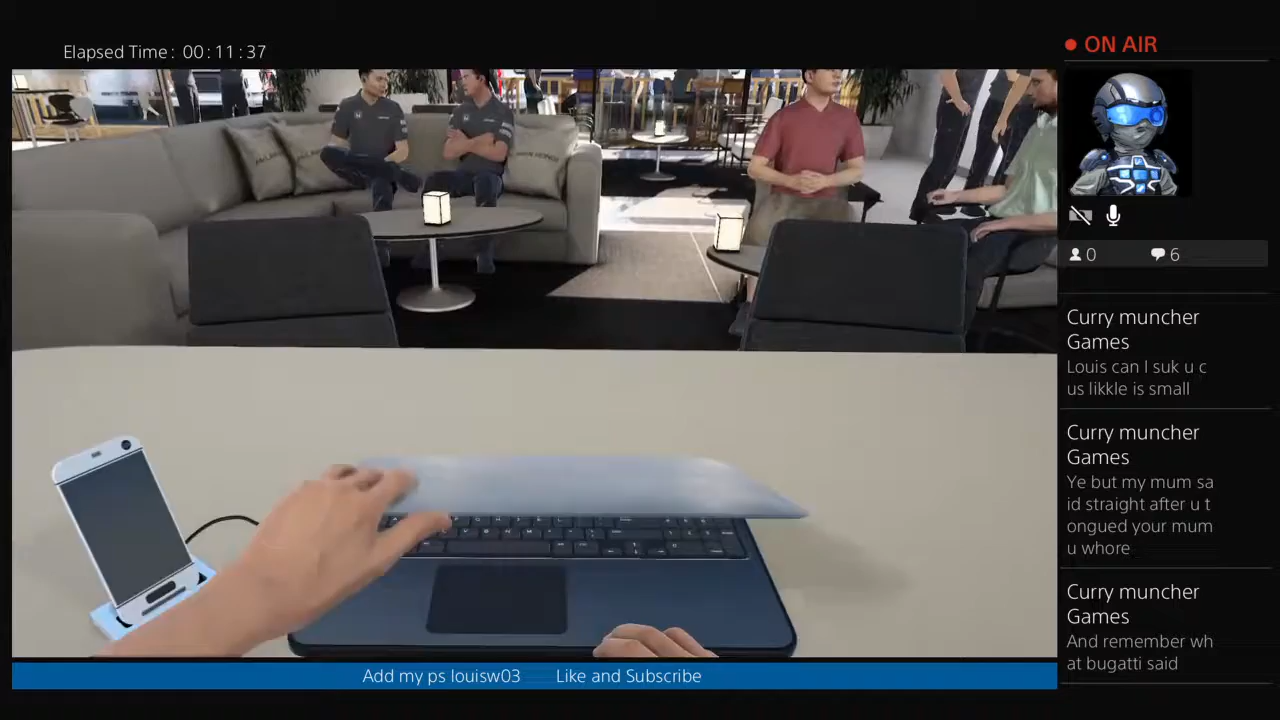 Elapsed Time: 00:11:37
ON AIR
0
6
Curry muncher
Games
Louis can I suk u c
us likkle is small
Curry muncher
Games
Ye but my mum sa
id straight after u t
ongued your mum
u whore
Curry muncher
Games
And remember wh
at bugatti said
Add my ps louisw03 Like and Subscribe